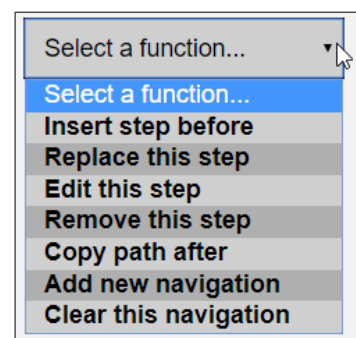 Select a function...
Select a function...
Insert step before
Replace this step
Edit this step
Remove this step
Copy path after
Add new navigation
Clear this navigation